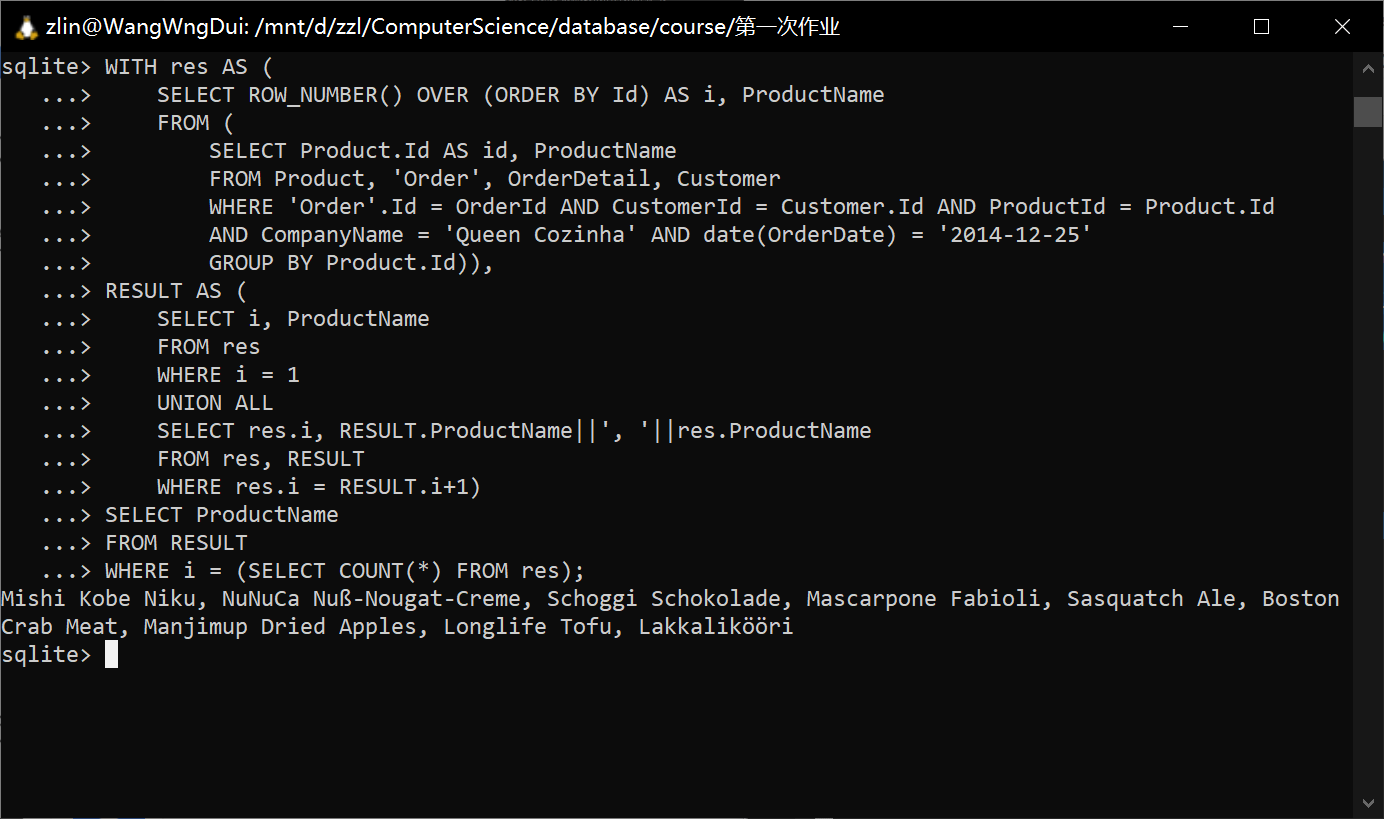 zlin@WangWngDui: /mnt/d/zzl/ComputerScience/database/course/第一次作业
sqlite> WITH res AS (
   ...>     SELECT ROW_NUMBER() OVER (ORDER BY Id) AS i, ProductName
   ...>     FROM (
   ...>         SELECT Product.Id AS id, ProductName
   ...>         FROM Product, 'Order', OrderDetail, Customer
   ...>         WHERE 'Order'.Id = OrderId AND CustomerId = Customer.Id AND ProductId = Product.Id
   ...>         AND CompanyName = 'Queen Cozinha' AND date(OrderDate) = '2014-12-25'
   ...>         GROUP BY Product.Id)),
   ...> RESULT AS (
   ...>     SELECT i, ProductName
   ...>     FROM res
   ...>     WHERE i = 1
   ...>     UNION ALL
   ...>     SELECT res.i, RESULT.ProductName||', '||res.ProductName
   ...>     FROM res, RESULT
   ...>     WHERE res.i = RESULT.i+1)
   ...> SELECT ProductName
   ...> FROM RESULT
   ...> WHERE i = (SELECT COUNT(*) FROM res);
Mishi Kobe Niku, NuNuCa Nuß-Nougat-Creme, Schoggi Schokolade, Mascarpone Fabioli, Sasquatch Ale, Boston
Crab Meat, Manjimup Dried Apples, Longlife Tofu, Lakkalikööri
sqlite>